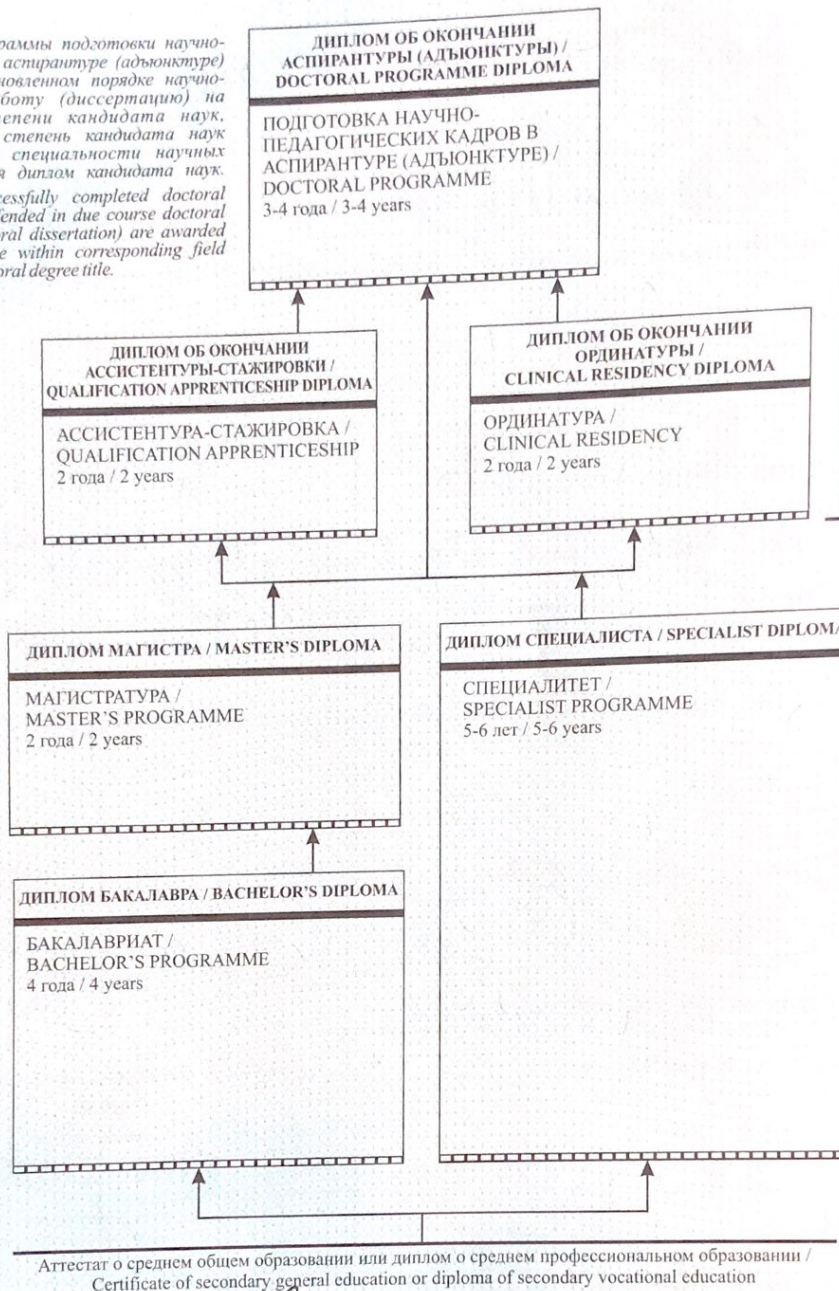 раммы подготовки научно-
аспирантуре (адъюнктуре)
новленном порядке научно-
боту (диссертацию) на
тепени кандидата наук,
степень кандидата наук
специальности научных
диплом кандидата наук.
cessfully completed doctoral
fended in due course doctoral
oral dissertation) are awarded
e within corresponding field
toral degree title.
ДИПЛОМ ОБ ОКОНЧАНИИ
АСПИРАНТУРЫ (АДЪЮНКТУРЫ) /
DOCTORAL PROGRAMME DIPLOMA
ПОДГОТОВКА НАУЧНО-
ПЕДАГОГИЧЕСКИХ КАДРОВ В
АСПИРАНТУРЕ (АДЪЮНКТУРЕ) /
DOCTORAL PROGRAMME
3-4 года / 3-4 years
ДИПЛОМ ОБ ОКОНЧАНИИ
АССИСТЕНТУРЫ-СТАЖИРОВКИ /
QUALIFICATION APPRENTICESHIP DIPLOMA
АССИСТЕНТУРА-СТАЖИРОВКА /
QUALIFICATION APPRENTICESHIP
2 года / 2 years
ДИПЛОМ ОБ ОКОНЧАНИИ
ОРДИНАТУРЫ /
CLINICAL RESIDENCY DIPLOMA
ОРДИНАТУРА /
CLINICAL RESIDENCY
2 года / 2 years
ДИПЛОМ МАГИСТРА / MASTER'S DIPLOMA
МАГИСТРАТУРА /
MASTER'S PROGRAMME
2 года / 2 years
ДИПЛОМ СПЕЦИАЛИСТА / SPECIALIST DIPLOMA
СПЕЦИАЛИТЕТ /
SPECIALIST PROGRAMME
5-6 лет / 5-6 years
ДИПЛОМ БАКАЛАВРА / BACHELOR'S DIPLOMA
БАКАЛАВРИАТ /
BACHELOR'S PROGRAMME
4 года / 4 years
Аттестат о среднем общем образовании или диплом о среднем профессиональном образовании /
Certificate of secondary general education or diploma of secondary vocational education